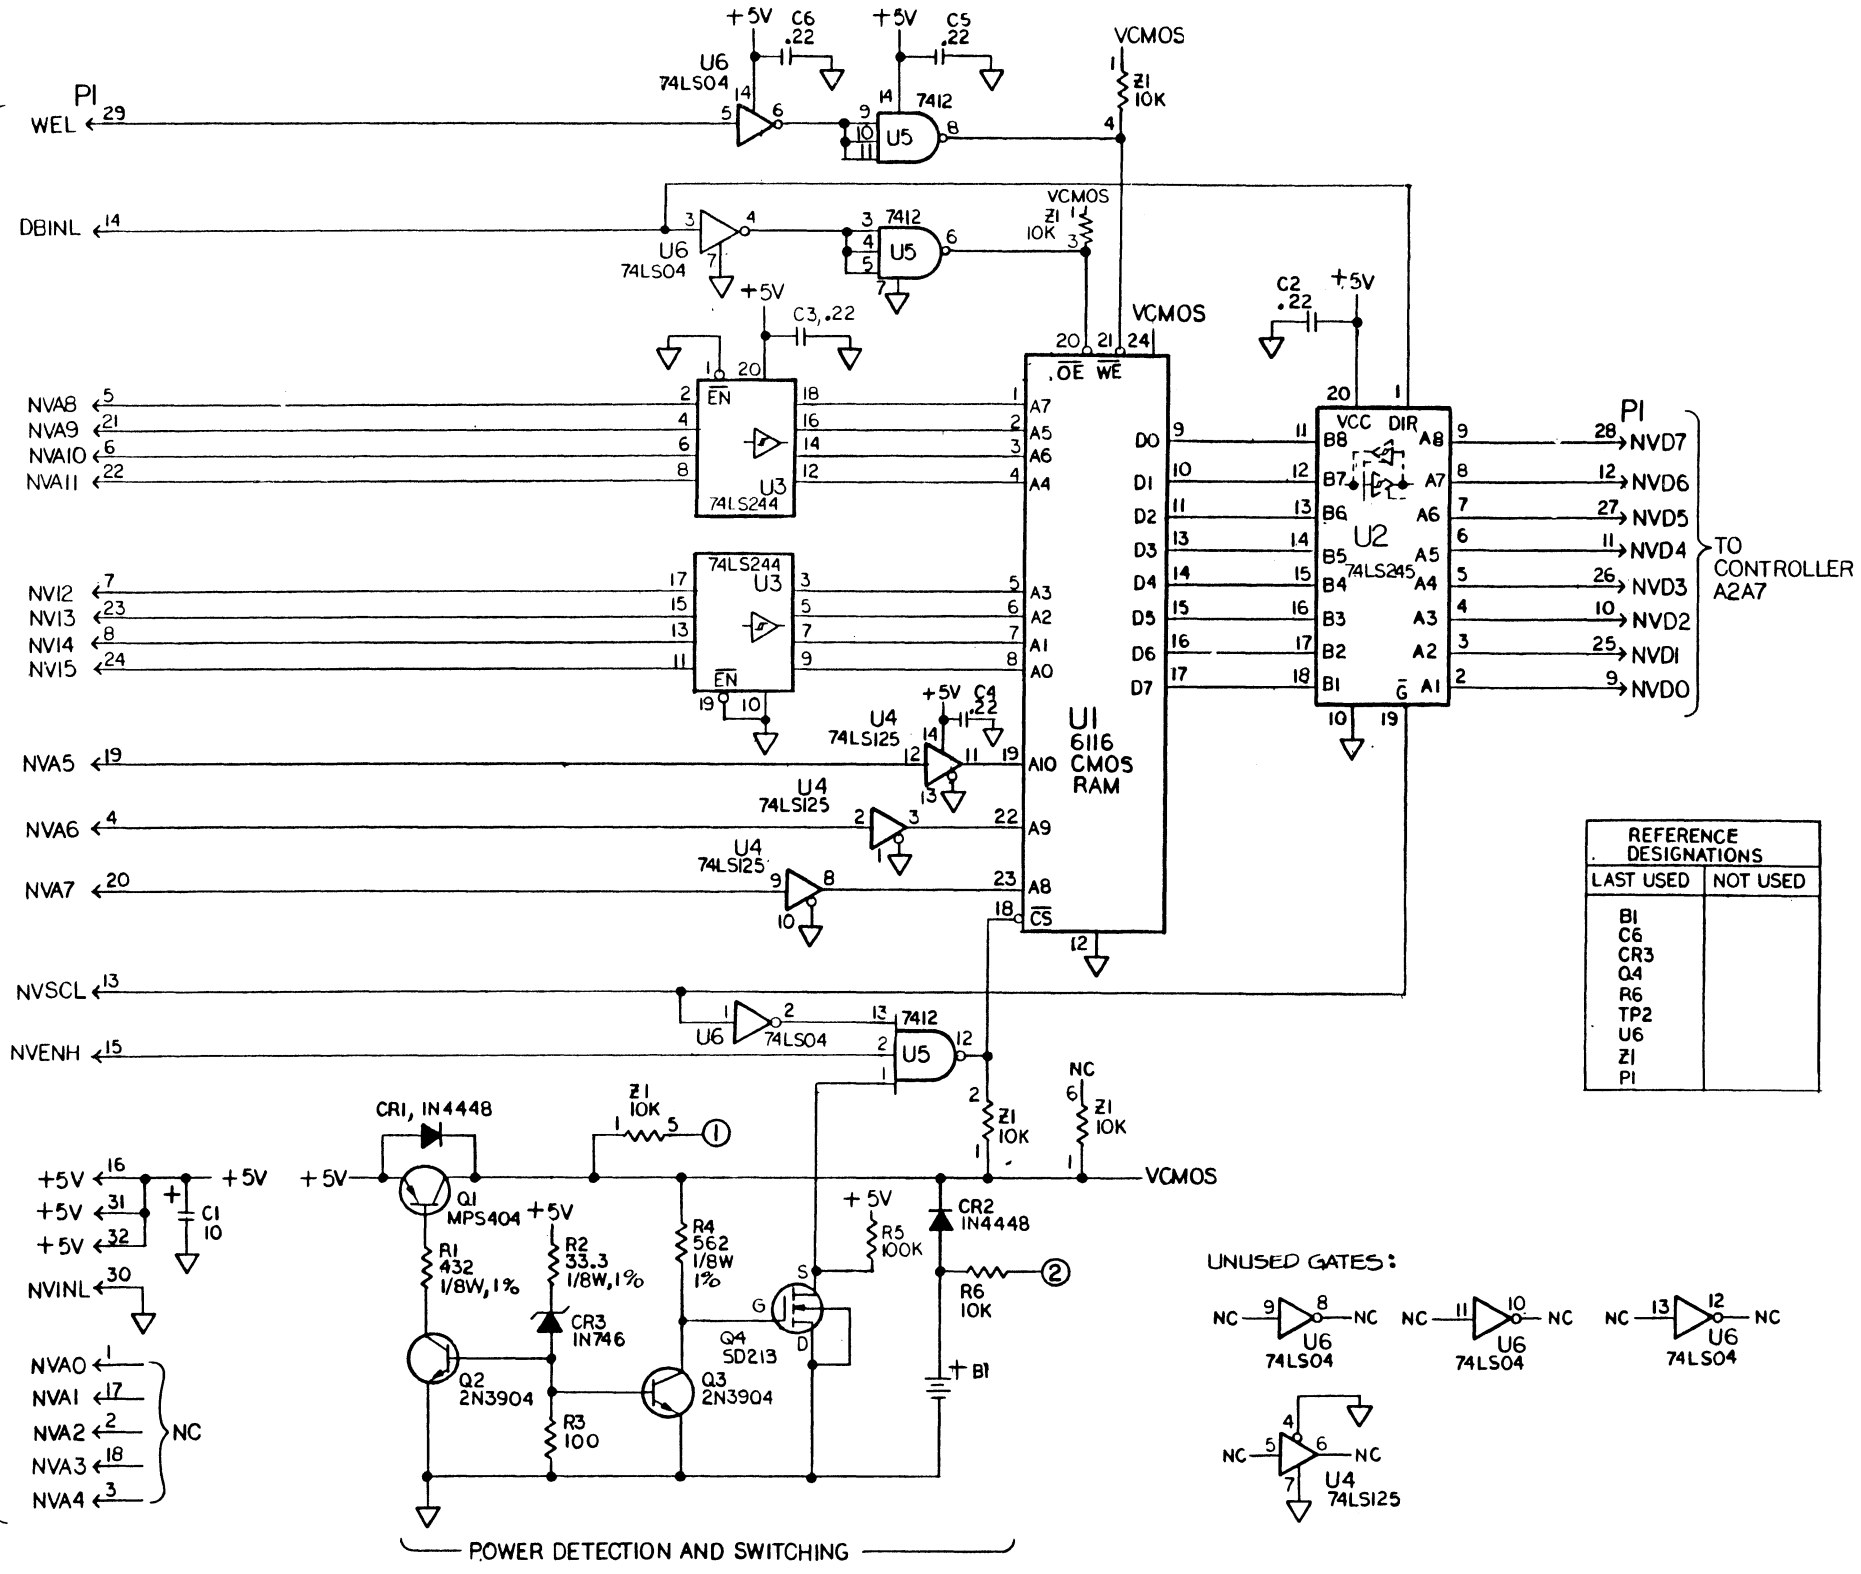 +5V C6
.22
+5V C5
.22
VCMOS
U6
74LS04
14
14 7412
1 Z1
10K
P1
WEL 29
5 6
9
10
11
U5
8
4
DBINL 14
3 4
U6
74LS04
7
7412
3
4
5
U5
6
7
VCMOS
Z1 1
10K
3
+5V
C3, .22
1 20
20 21 24
VCMOS
OE WE
C2
.22
+5V
20 1
VCC DIR
NVA8 5
NVA9 21
NVA10 6
NVA11 22
2 EN 18
4 16
6 14
8 12
U3
74LS244
1 A7
2 A5
3 A6
4 A4
NV12 7
NV13 23
NV14 8
NV15 24
74LS244
U3
17 3
15 5
13 7
11 9
EN
19 10
5 A3
6 A2
7 A1
8 A0
D0 9
D1 10
D2 11
D3 13
D4 14
D5 15
D6 16
D7 17
U1
6116
CMOS
RAM
11 B8 A8 9
12 B7 A7 8
13 B6 A6 7
14 B5 A5 6
15 B4 A4 5
16 B3 A3 4
17 B2 A2 3
18 B1 G A1 2
U2
74LS245
10 19
P1
28 NVD7
12 NVD6
27 NVD5
11 NVD4
26 NVD3
10 NVD2
25 NVD1
9 NVD0
TO
CONTROLLER
A2A7
NVA5 19
U4
74LS125
+5V C4
.22
14
12 11
13
19 A10
NVA6 4
U4
74LS125
2 3
1
22 A9
NVA7 20
U4
74LS125
9 8
10
23 A8
18 CS
12
REFERENCE
DESIGNATIONS
LAST USED NOT USED
B1
C6
CR3
Q4
R6
TP2
U6
Z1
P1
NVSCL 13
1 2
U6 74LS04
13 7412
2 U5 12
1
NVENH 15
2 Z1
10K
1
NC
6 Z1
10K
1
CR1, 1N4448
Z1
10K
1 5
1
+5V 16
+5V 31
+5V 32
+ C1
10
+5V
+5V
Q1
MPS404
VCMOS
NVINL 30
R1
432
1/8W, 1%
+5V
R2
33.3
1/8W, 1%
CR3
1N746
R4
562
1/8W
1%
+5V
R5
100K
CR2
1N4448
R6
10K
2
S
G
D
Q4
SD213
Q2
2N3904
R3
100
Q3
2N3904
+ B1
NVA0 1
NVA1 17
NVA2 2
NVA3 18
NVA4 3
NC
UNUSED GATES:
NC 9 8 NC
U6
74LS04
NC 11 10 NC
U6
74LS04
NC 13 12 NC
U6
74LS04
4
NC 5 6 NC
7
U4
74LS125
POWER DETECTION AND SWITCHING